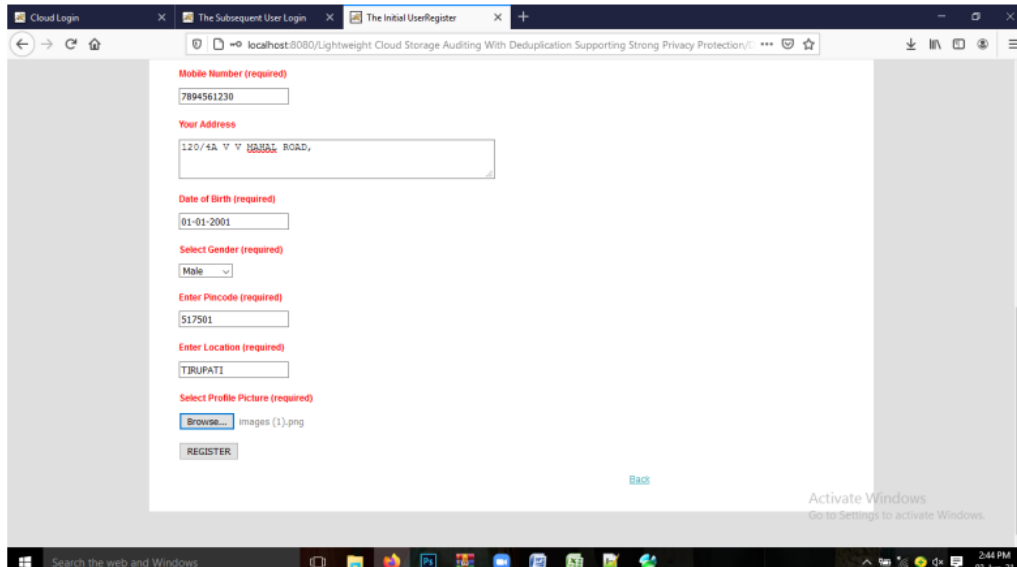 Cloud Login
The Subsequent User Login
The Initial UserRegister
localhost:8080/Lightweight Cloud Storage Auditing With Deduplication Supporting Strong Privacy Protection/
Mobile Number (required)
7894561230
Your Address
120/4A V V MAHAL ROAD,
Date of Birth (required)
01-01-2001
Select Gender (required)
Male
Enter Pincode (required)
517501
Enter Location (required)
TIRUPATI
Select Profile Picture (required)
Browse... images (1).png
REGISTER
Back
Activate Windows
Go to Settings to activate Windows.
Search the web and Windows
Ps
2:44 PM